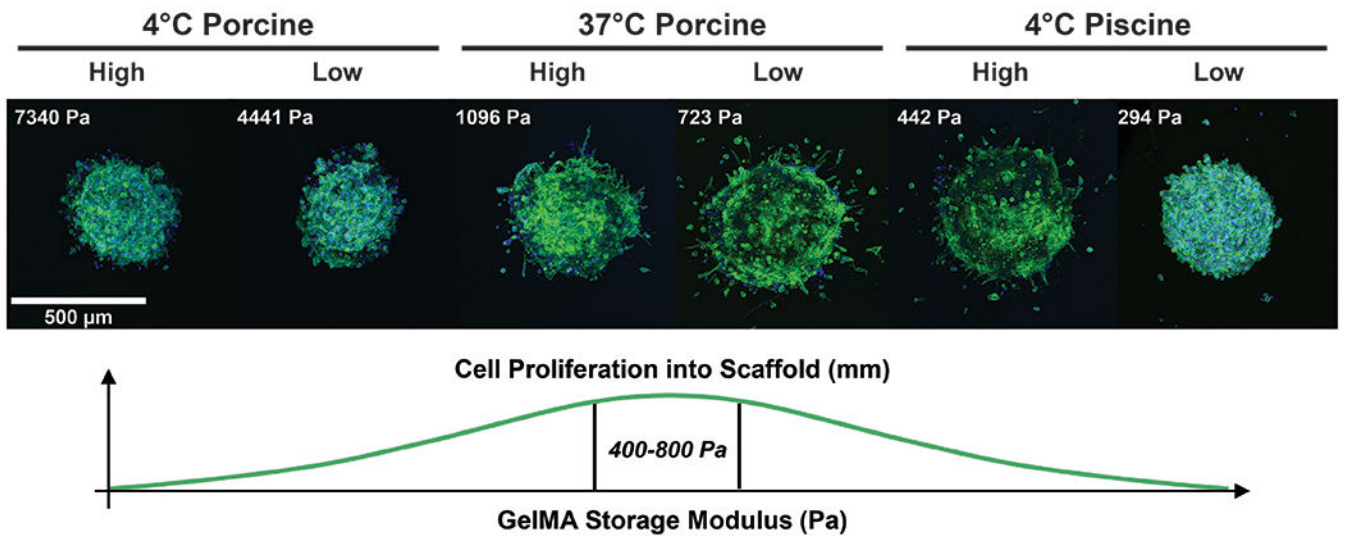 4°C Porcine
37°C Porcine
4°C Piscine
High
Low
High
Low
High
Low
7340 Pa
4441 Pa
1096 Pa
723 Pa
442 Pa
294 Pa
500 µm
Cell Proliferation into Scaffold (mm)
400-800 Pa
GelMA Storage Modulus (Pa)